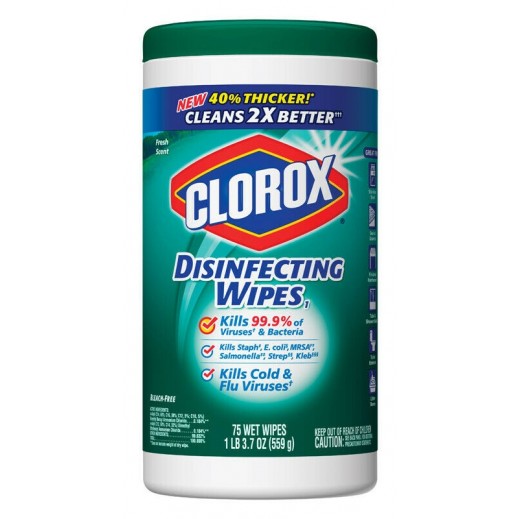 NEW 40% THICKER!*
CLEANS 2X BETTER†††
Fresh
Scent
CLOROX
DISINFECTING
WIPES
Kills 99.9% of
Viruses† & Bacteria
Kills Staph‡, E. coli§, MRSA
Salmonella, Strep, Kleb
Kills Cold &
Flu Viruses†
BLEACH-FREE
75 WET WIPES
1 LB 3.7 OZ (559 g)
KEEP OUT OF REACH OF CHILDREN
CAUTION: